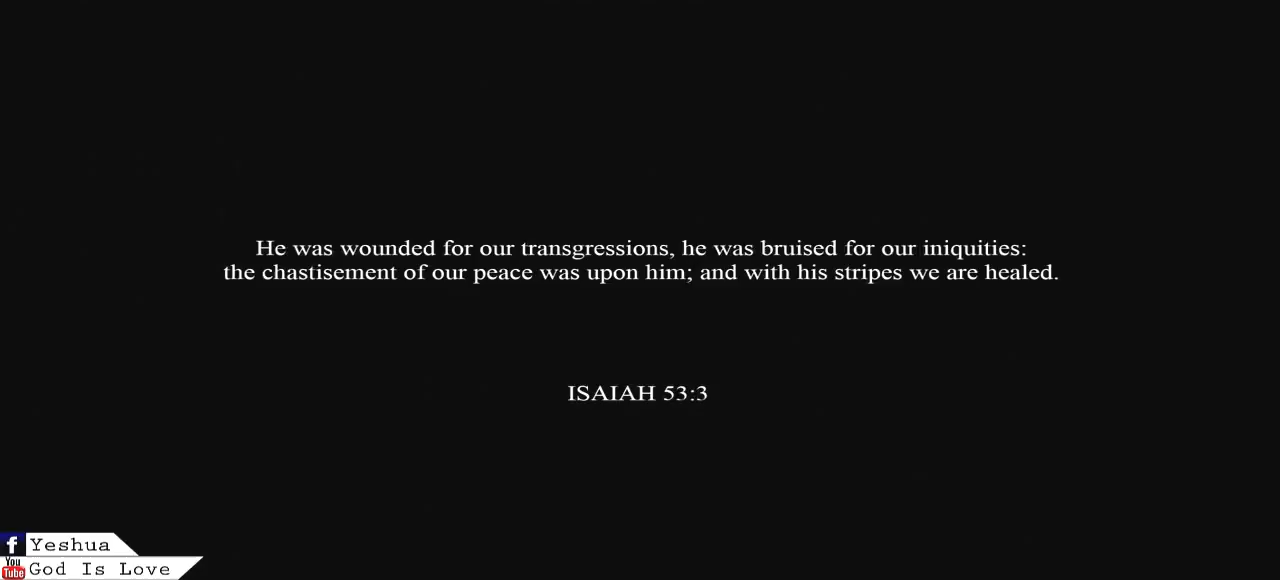 He was wounded for our transgressions, he was bruised for our iniquities:
the chastisement of our peace was upon him; and with his stripes we are healed.
ISAIAH 53:3
f Yeshua
You Tube God Is Love